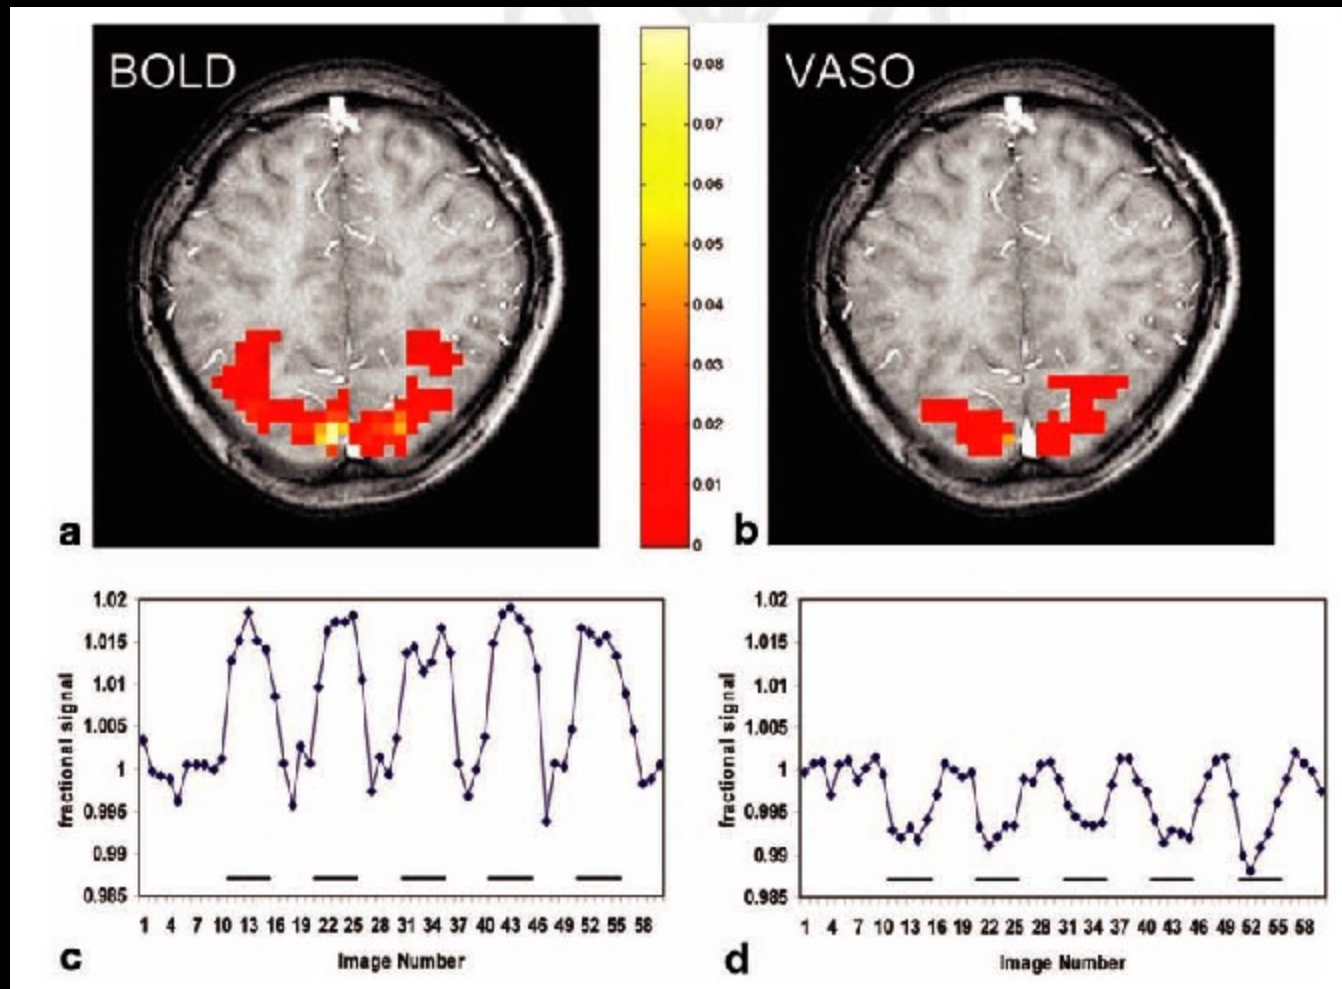 BOLD
VASO
0.08
0.07
0.06
0.05
0.04
0.03
0.02
0.01
0
a
b
1.02
1.015
1.01
1.005
1
0.995
0.99
0.985
fractional signal
1 4 7 10 13 16 19 22 25 28 31 34 37 40 43 46 49 52 55 58
c
Image Number
1.02
1.015
1.01
1.005
1
0.995
0.99
0.985
fractional signal
1 4 7 10 13 16 19 22 25 28 31 34 37 40 43 46 49 52 55 58
d
Image Number